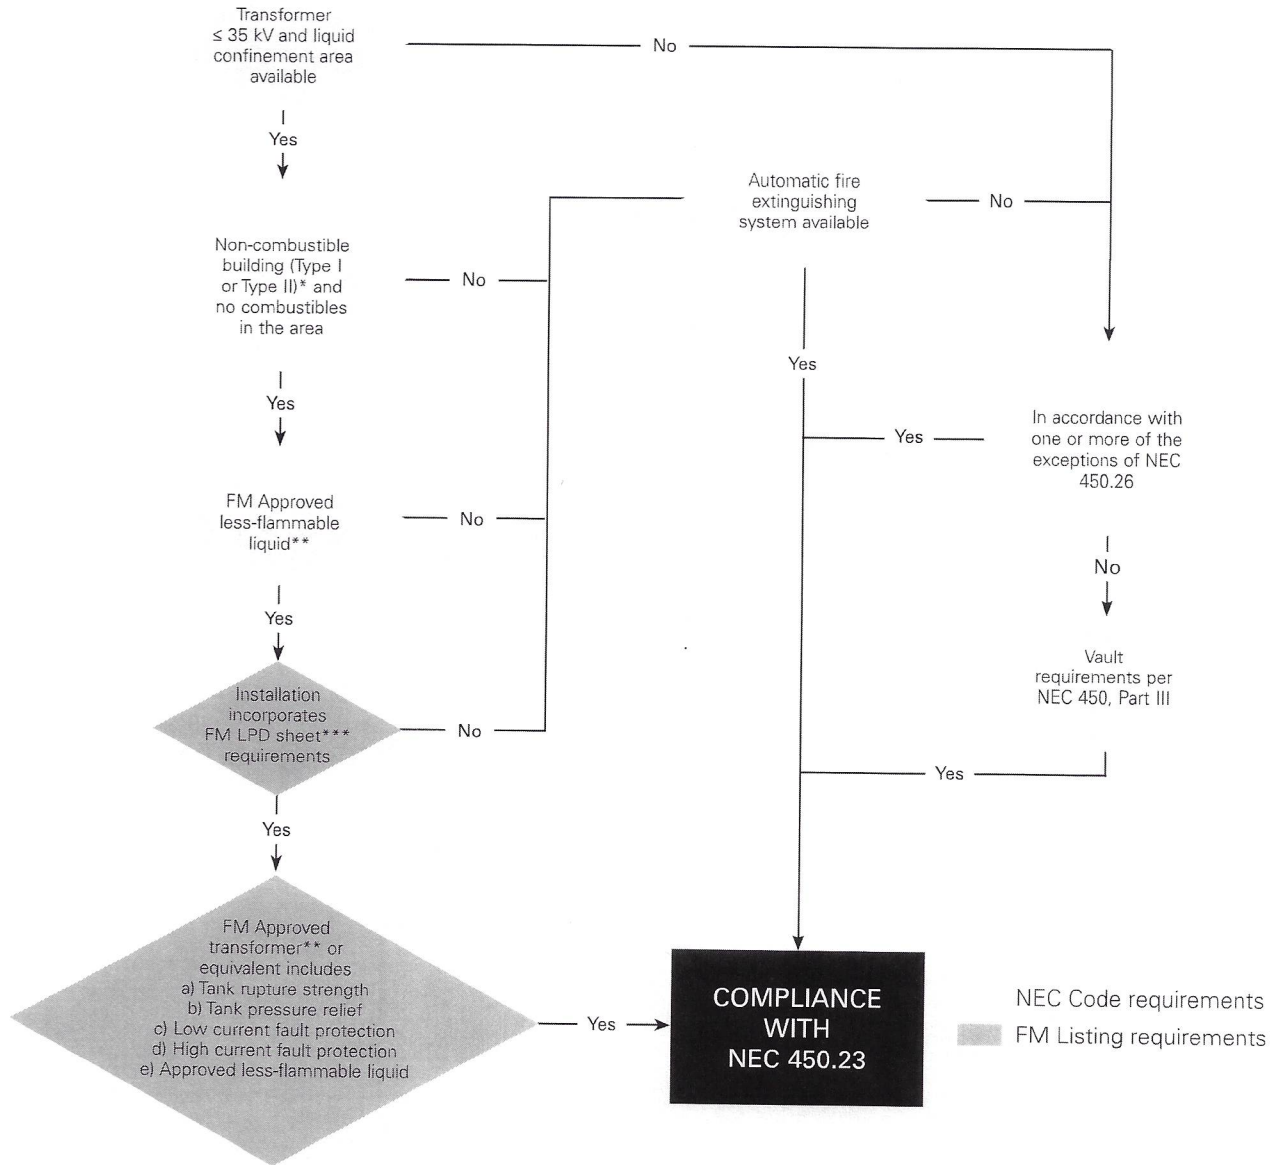 Transformer
≤ 35 kV and liquid
confinement area
available
No
Yes
Automatic fire
extinguishing
system available
No
Non-combustible
building (Type I
or Type II)* and
no combustibles
in the area
No
Yes
Yes
In accordance with
one or more of the
exceptions of NEC
450.26
Yes
FM Approved
less-flammable
liquid**
No
No
Yes
Vault
requirements per
NEC 450, Part III
Installation
incorporates
FM LPD sheet***
requirements
No
Yes
Yes
FM Approved
transformer** or
equivalent includes
a) Tank rupture strength
b) Tank pressure relief
c) Low current fault protection
d) High current fault protection
e) Approved less-flammable liquid
Yes
COMPLIANCE
WITH
NEC 450.23
NEC Code requirements
FM Listing requirements